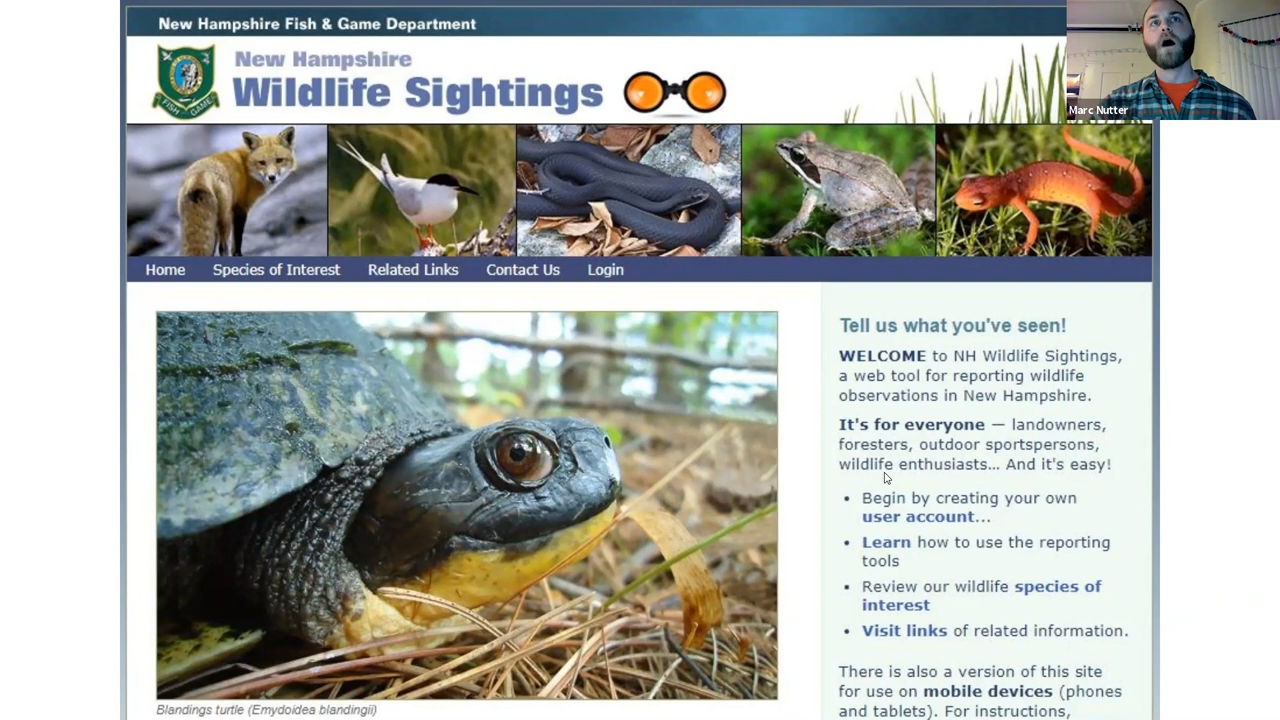 New Hampshire Fish & Game Department
FISH GAME
New Hampshire
Wildlife Sightings
Marc Nutter
Home Species of Interest Related Links Contact Us Login
Tell us what you've seen!
WELCOME to NH Wildlife Sightings,
a web tool for reporting wildlife
observations in New Hampshire.
It's for everyone — landowners,
foresters, outdoor sportspersons,
wildlife enthusiasts... And it's easy!
• Begin by creating your own
user account...
• Learn how to use the reporting
tools
• Review our wildlife species of
interest
• Visit links of related information.
There is also a version of this site
for use on mobile devices (phones
and tablets). For instructions,
Blandings turtle (Emydoidea blandingii)